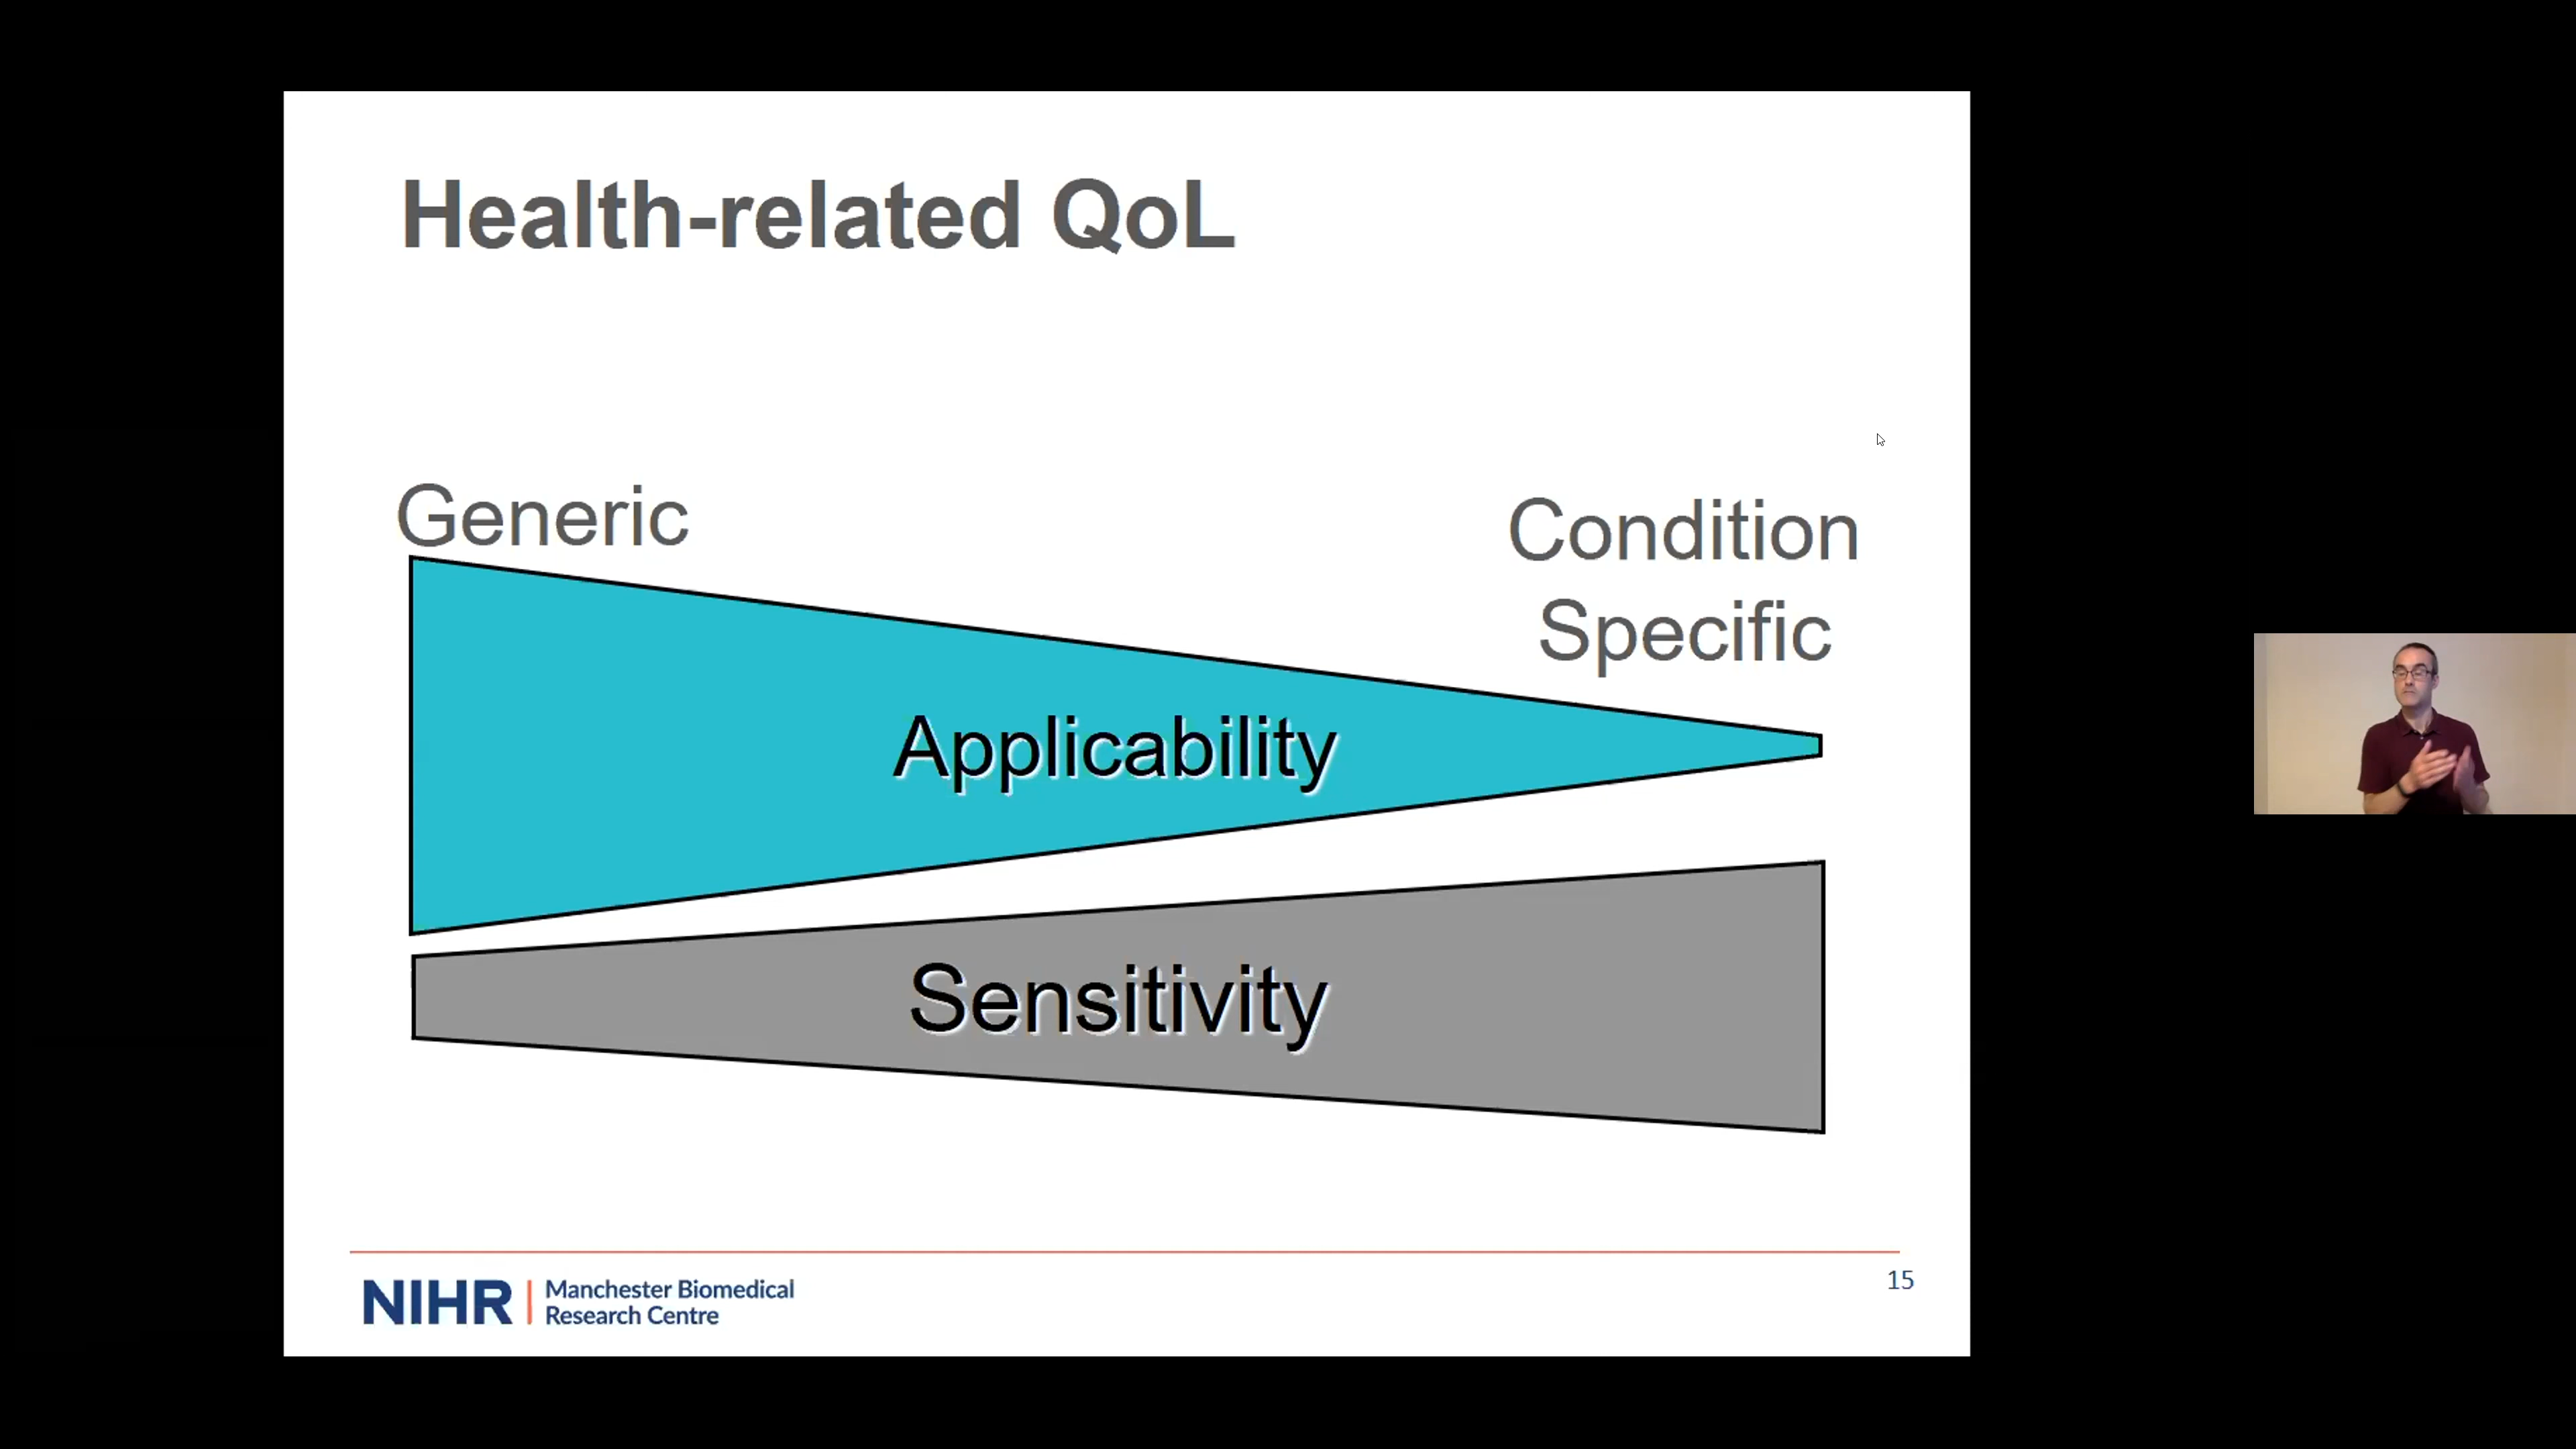 Health-related QoL
Generic
Condition
Specific
Applicability
Sensitivity
NIHR
Manchester Biomedical
Research Centre
15